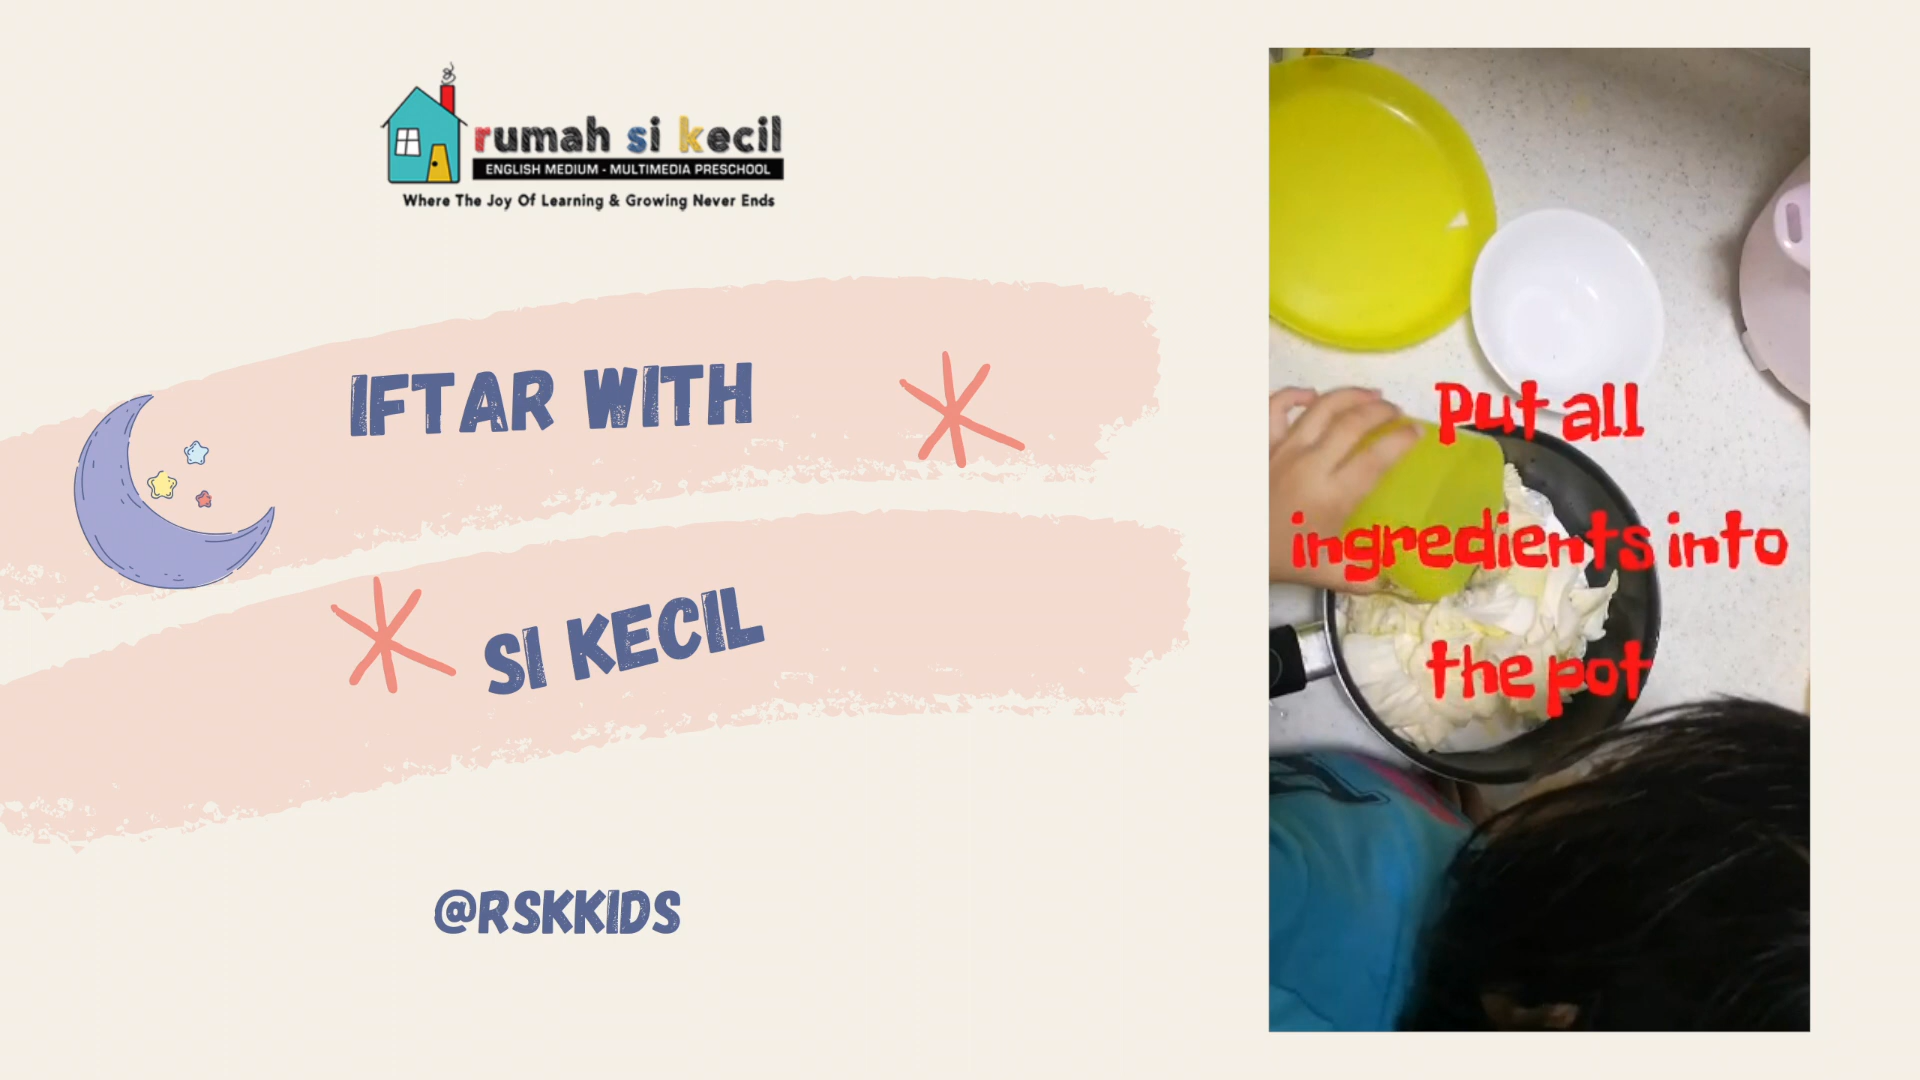 rumah si kecil
ENGLISH MEDIUM - MULTIMEDIA PRESCHOOL
Where The Joy Of Learning & Growing Never Ends
IFTAR WITH
SI KECIL
@RSKKIDS
Put all
ingredients into
the pot